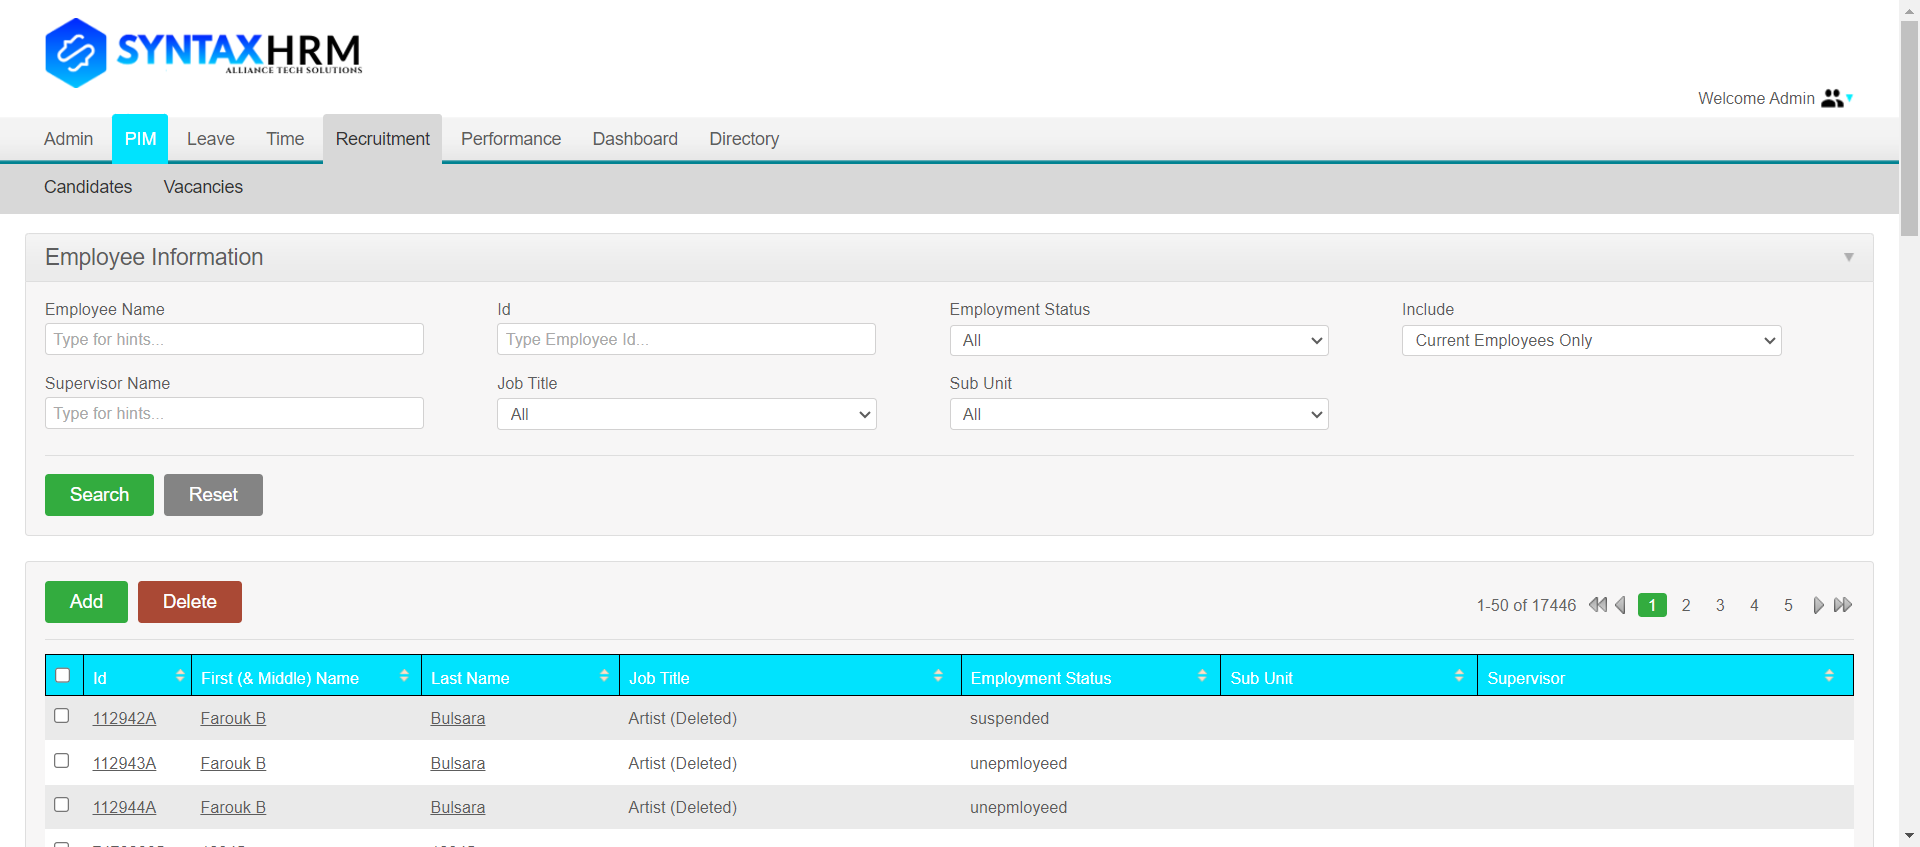 SYNTAXHRM
ALLIANCE TECH SOLUTIONS
Welcome Admin
Admin PIM Leave Time Recruitment Performance Dashboard Directory
Candidates Vacancies
Employee Information
Employee Name Id Employment Status Include
Type for hints... Type Employee Id... All Current Employees Only
Supervisor Name Job Title Sub Unit
Type for hints... All All
Search Reset
Add Delete 1-50 of 17446 1 2 3 4 5
Id First (& Middle) Name Last Name Job Title Employment Status Sub Unit Supervisor
112942A Farouk B Bulsara Artist (Deleted) suspended
112943A Farouk B Bulsara Artist (Deleted) unepmloyeed
112944A Farouk B Bulsara Artist (Deleted) unepmloyeed